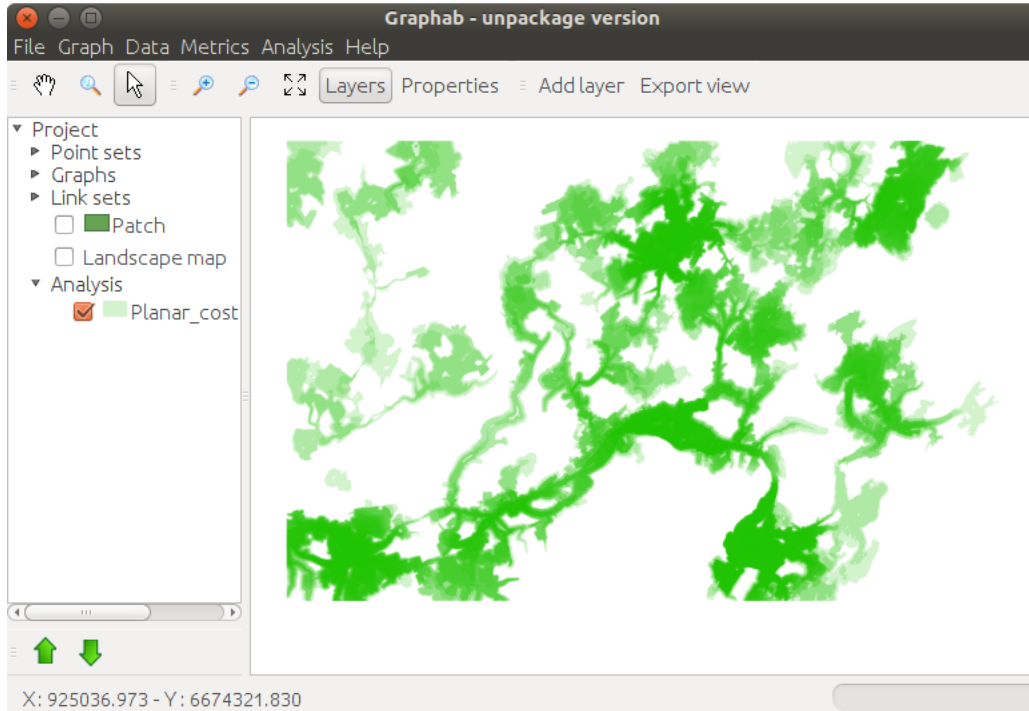 Graphab - unpackage version
File Graph Data Metrics Analysis Help
Layers Properties Add layer Export view
Project
Point sets
Graphs
Link sets
Patch
Landscape map
Analysis
Planar_cost
X: 925036.973 - Y : 6674321.830